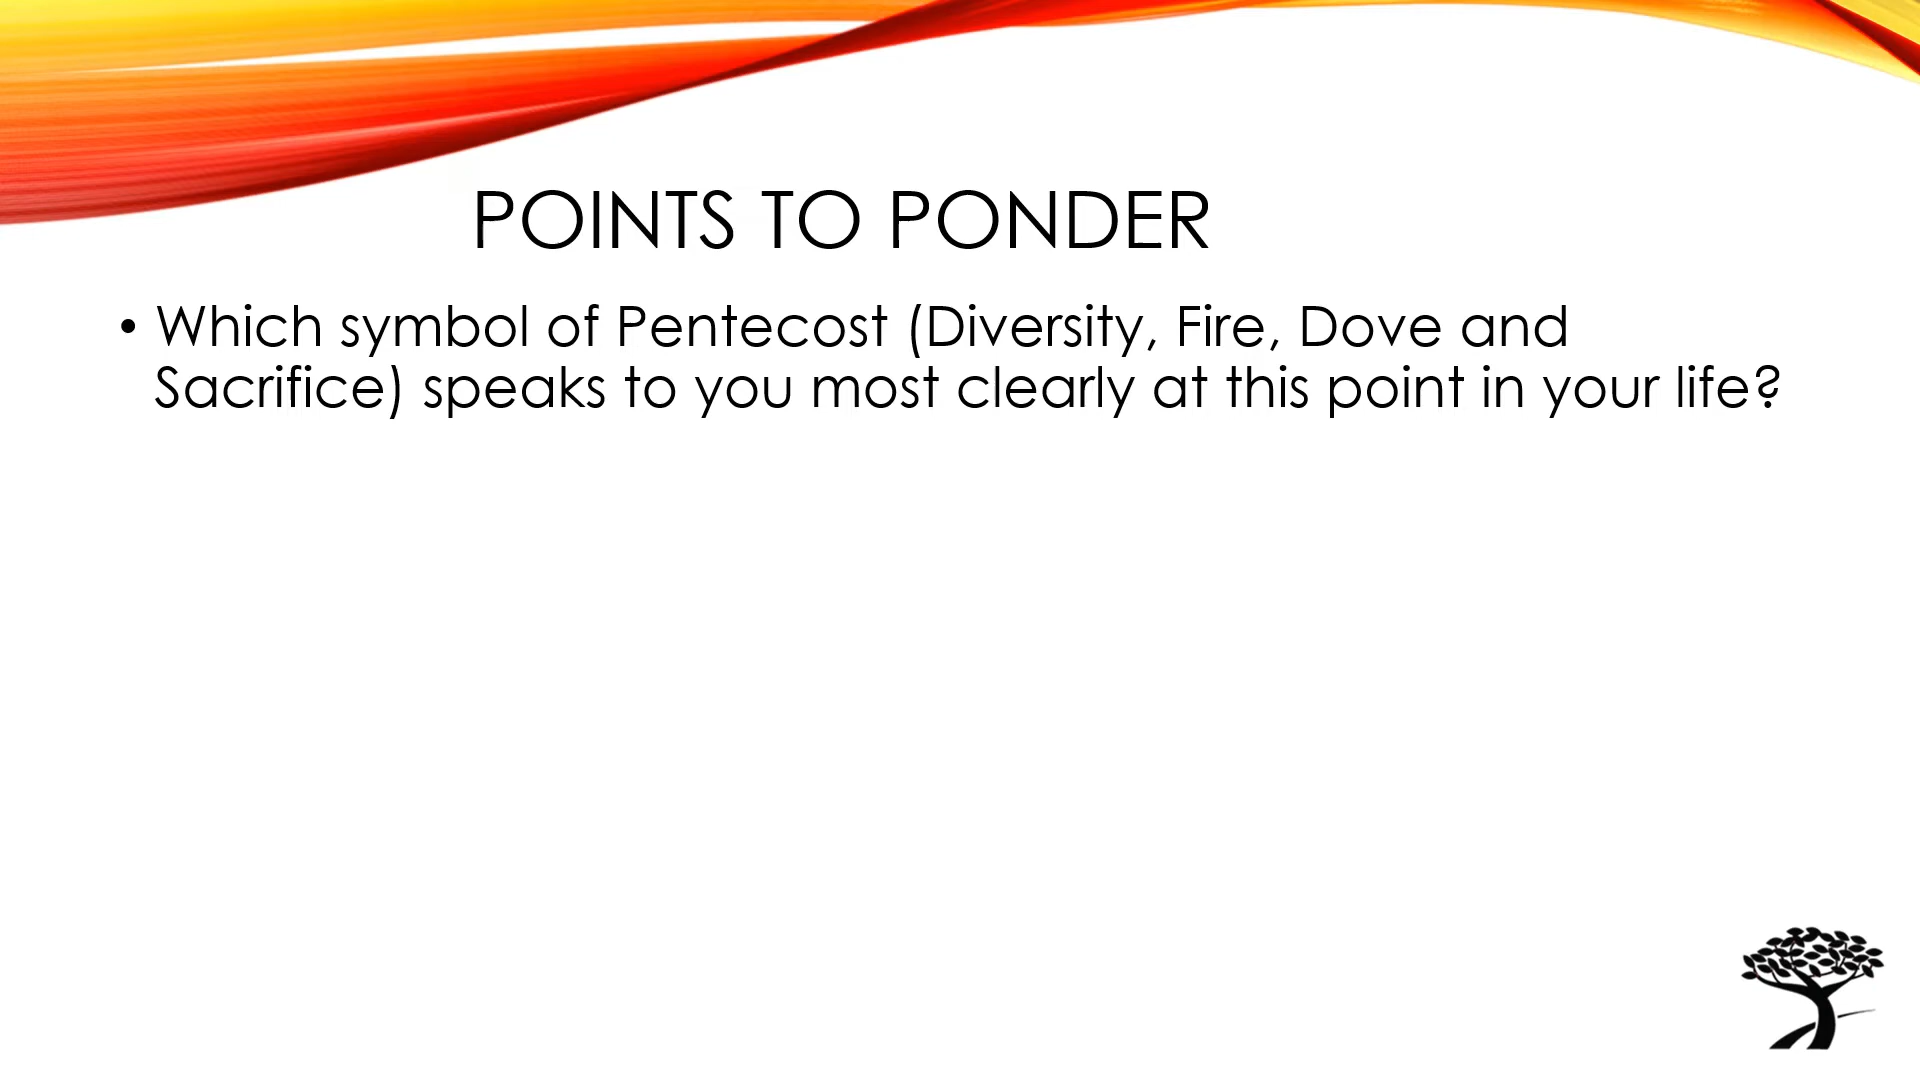 POINTS TO PONDER
• Which symbol of Pentecost (Diversity, Fire, Dove and
Sacrifice) speaks to you most clearly at this point in your life?